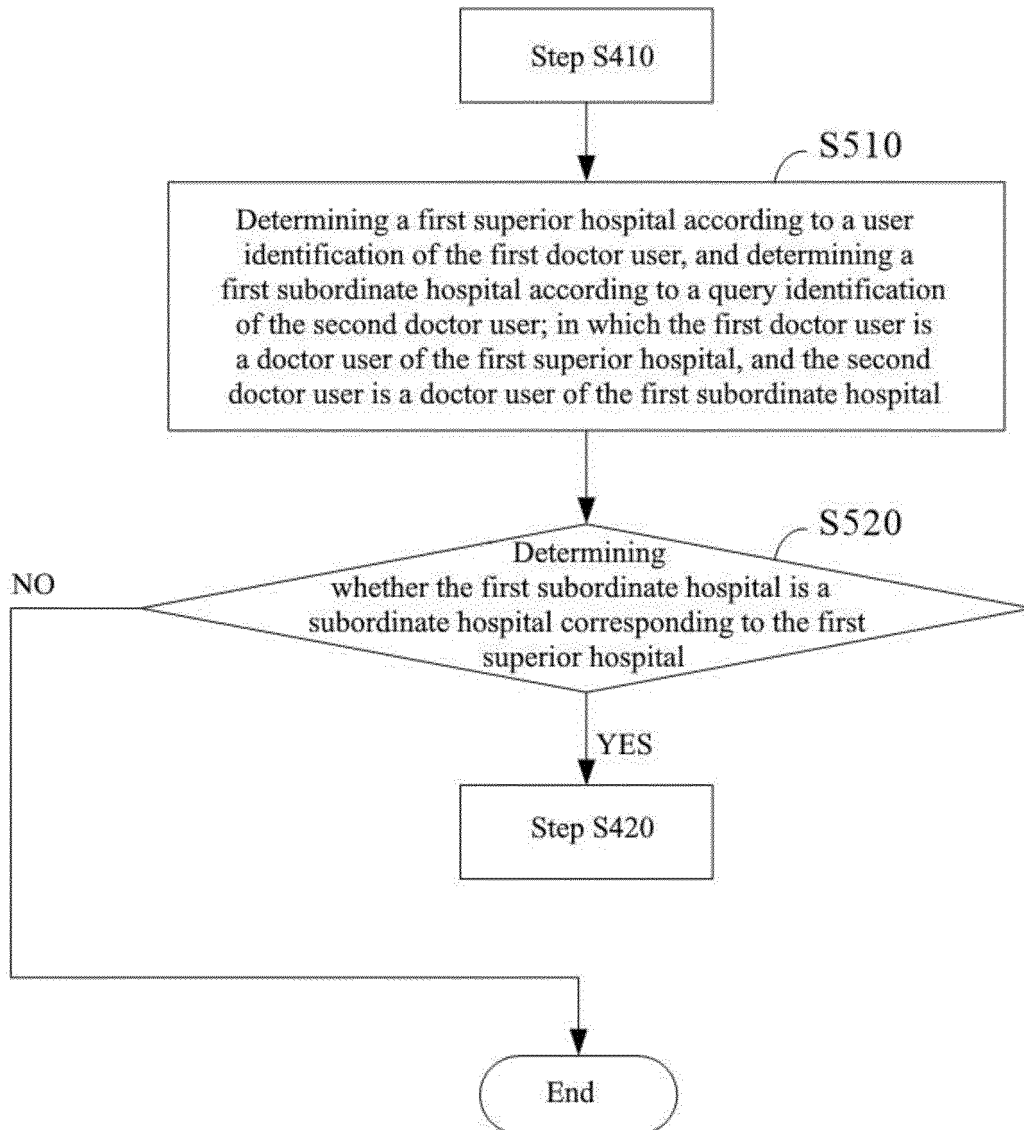 Step S410
S510
Determining a first superior hospital according to a user
identification of the first doctor user, and determining a
first subordinate hospital according to a query identification
of the second doctor user; in which the first doctor user is
a doctor user of the first superior hospital, and the second
doctor user is a doctor user of the first subordinate hospital
S520
Determining
NO
whether the first subordinate hospital is a
subordinate hospital corresponding to the first
superior hospital
YES
Step S420
End